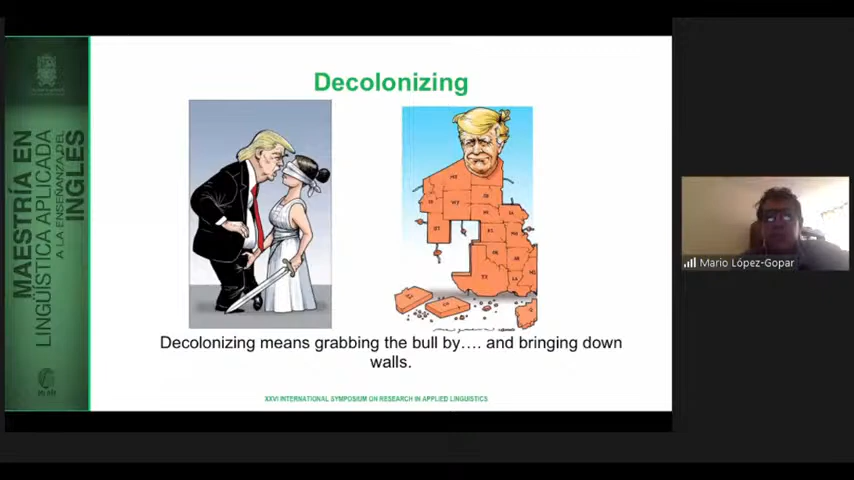 Decolonizing
MAESTRÍA EN
LINGÜÍSTICA APLICADA
A LA ENSEÑANZA DEL
INGLÉS
Mario López-Gopar
Decolonizing means grabbing the bull by…. and bringing down
walls.
XXVI INTERNATIONAL SYMPOSIUM ON RESEARCH IN APPLIED LINGUISTICS